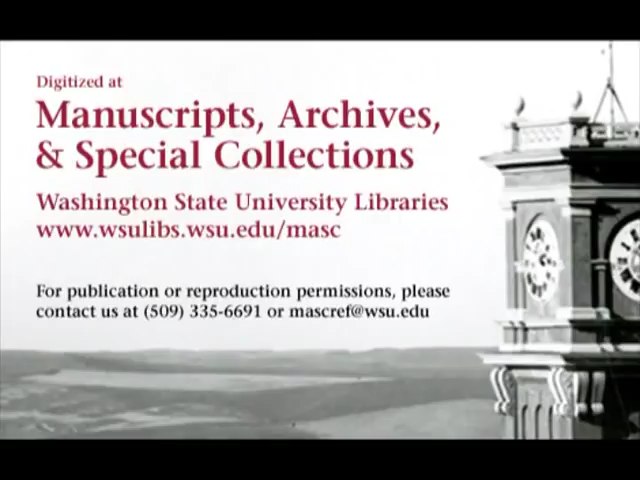 Digitized at
Manuscripts, Archives,
& Special Collections
Washington State University Libraries
www.wsulibs.wsu.edu/masc
For publication or reproduction permissions, please
contact us at (509) 335-6691 or mascref@wsu.edu